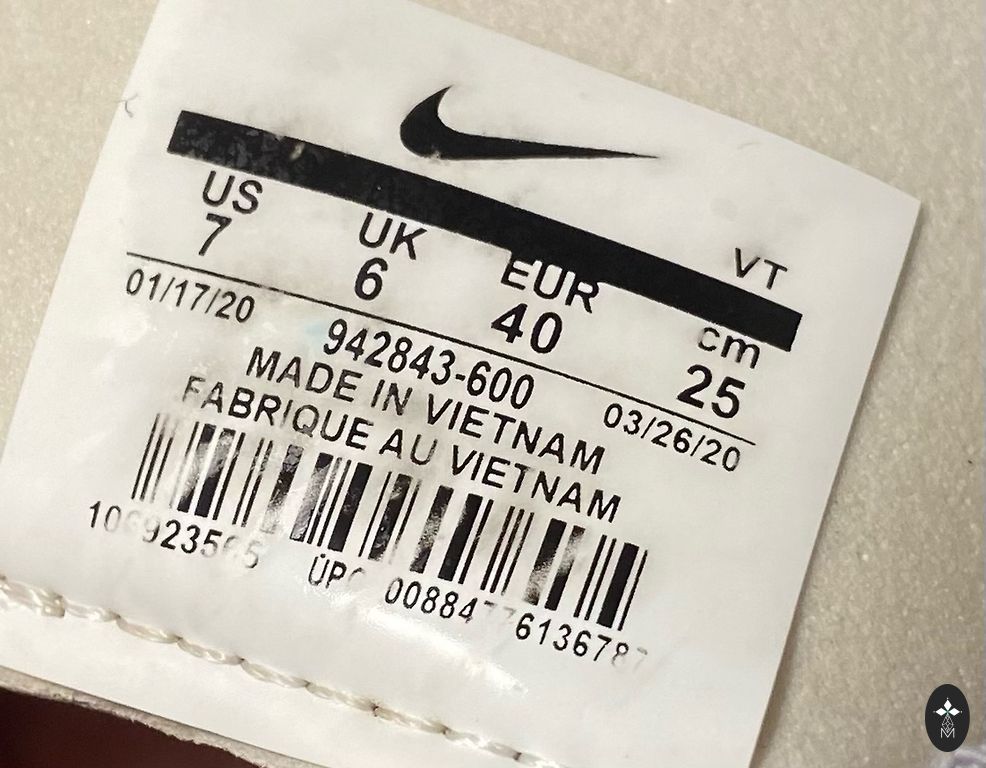 VT
US UK EUR cm
7 6 40 25
01/17/20 942843-600 03/26/20
MADE IN VIETNAM
FABRIQUE AU VIETNAM